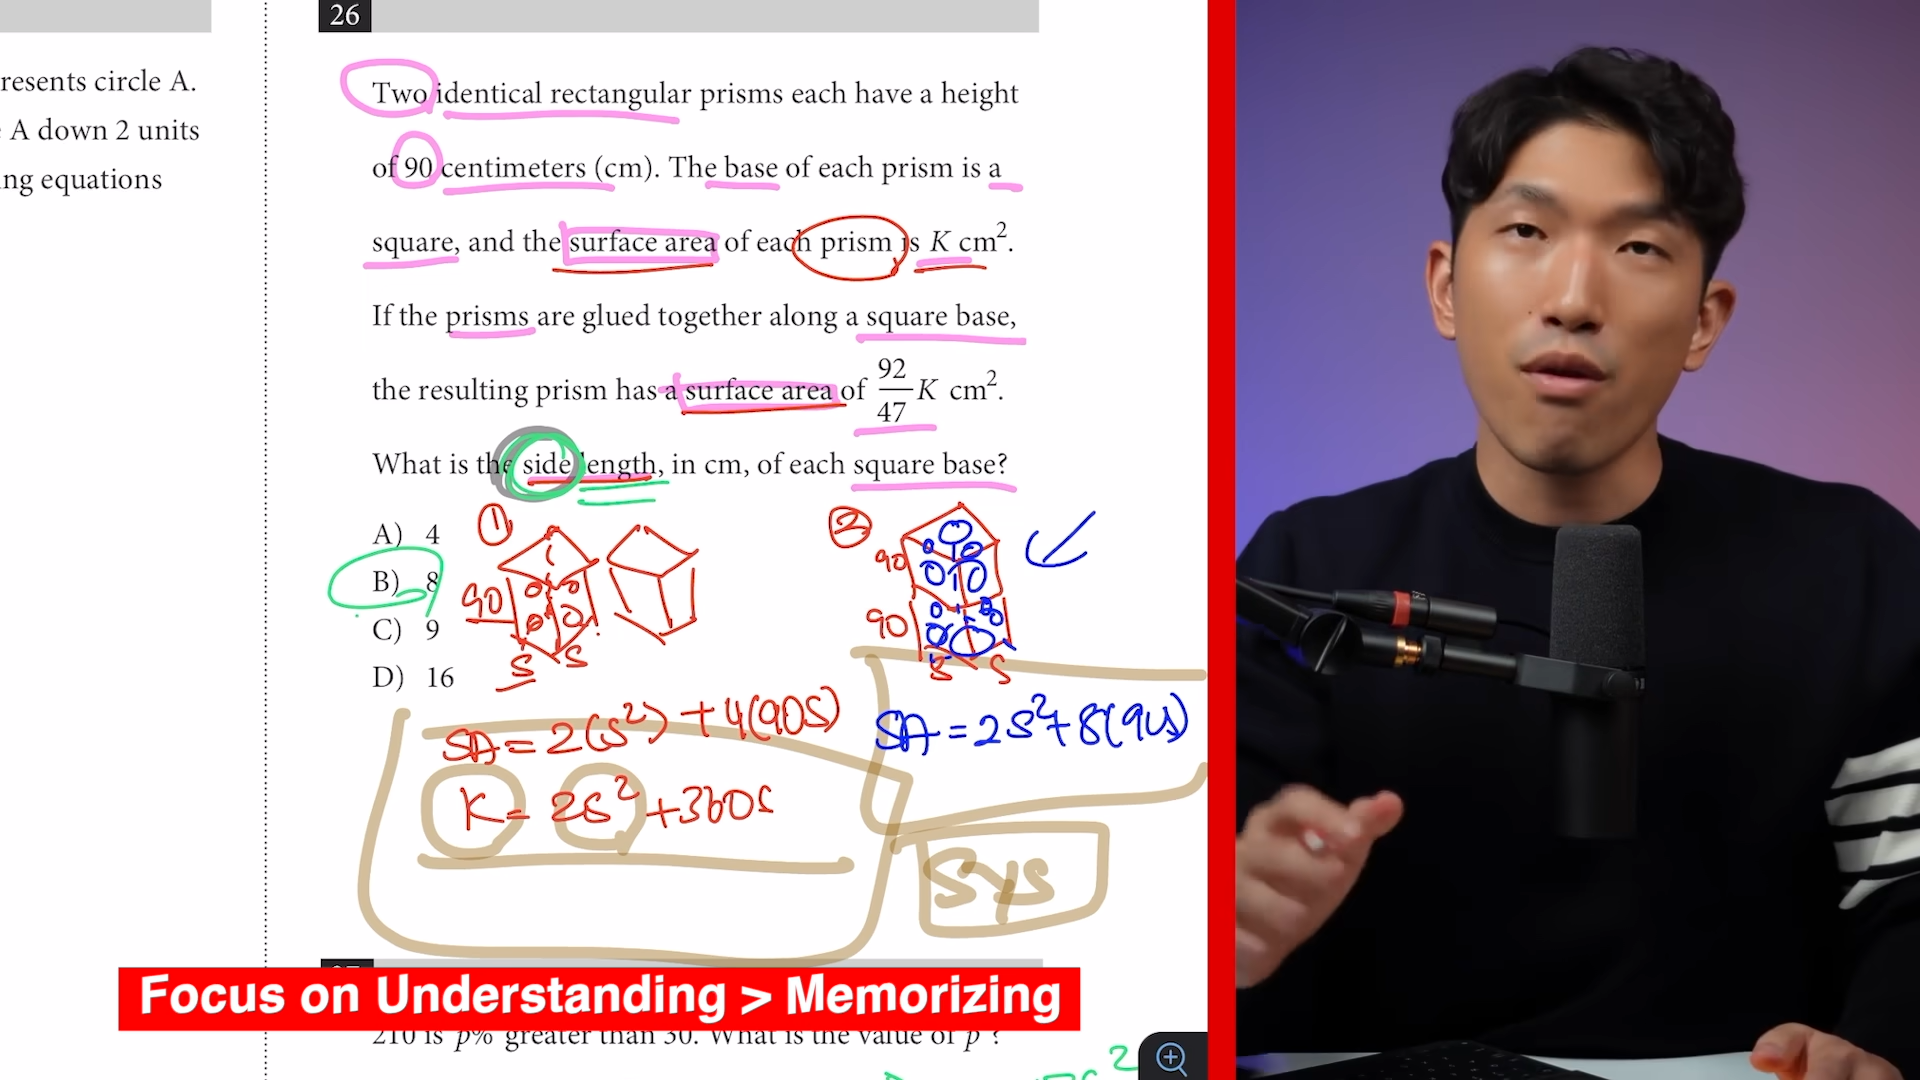 26
resents circle A.
A down 2 units
ng equations
Two identical rectangular prisms each have a height
of 90 centimeters (cm). The base of each prism is a
square, and the surface area of each prism is K cm².
If the prisms are glued together along a square base,
the resulting prism has a surface area of 92/47 K cm².
What is the side length, in cm, of each square base?
A) 4
B) 8
C) 9
D) 16
1
2
90
90
90
S S
S S
SA = 2(S²) + 4(90S)
K = 2S² + 360S
SA = 2S² + 8(90S)
Sys
Focus on Understanding > Memorizing
210 is p% greater than 30. What is the value of p ?